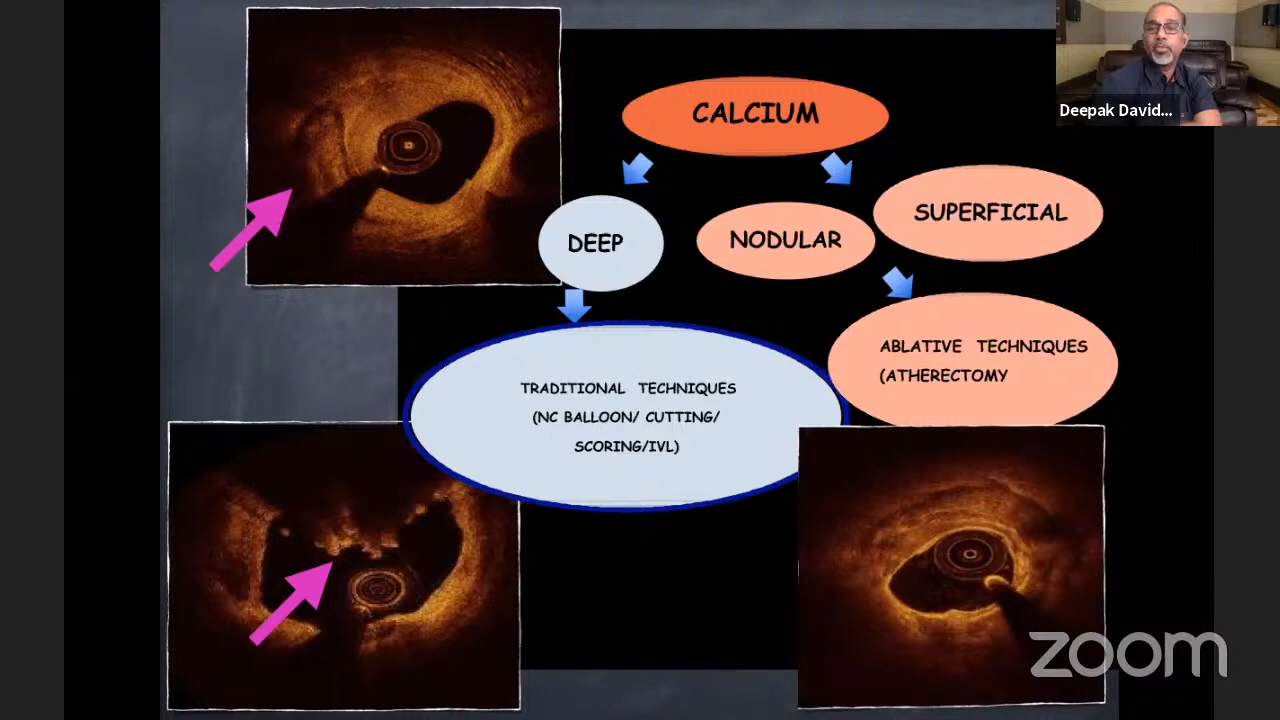 Deepak David...
CALCIUM
DEEP
NODULAR
SUPERFICIAL
TRADITIONAL TECHNIQUES
(NC BALLOON/ CUTTING/
SCORING/IVL)
ABLATIVE TECHNIQUES
(ATHERECTOMY
zoom